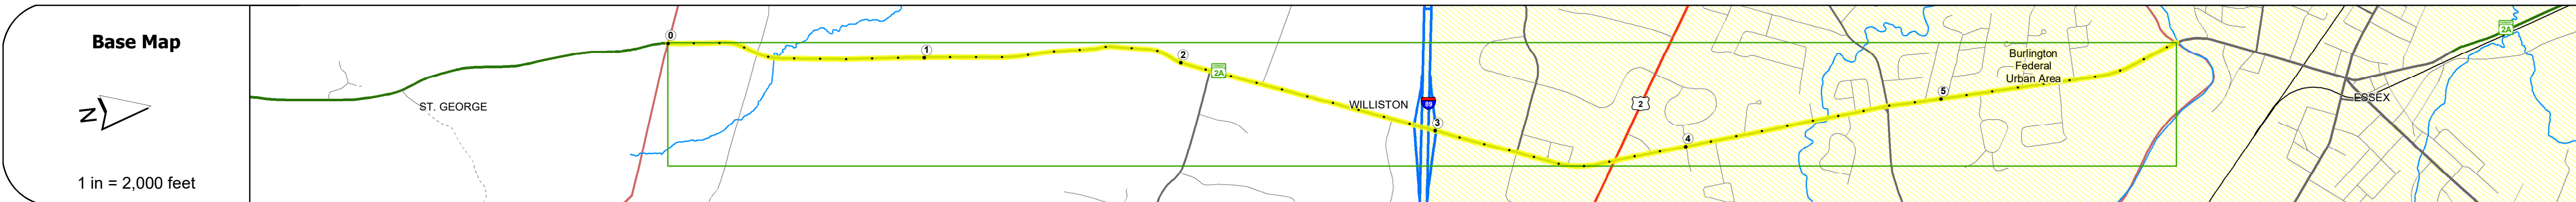 Base Map
N
1 in = 2,000 feet
ST. GEORGE
0
1
2
2A
WILLISTON
89
3
2
4
5
Burlington
Federal
Urban Area
ESSEX
2A